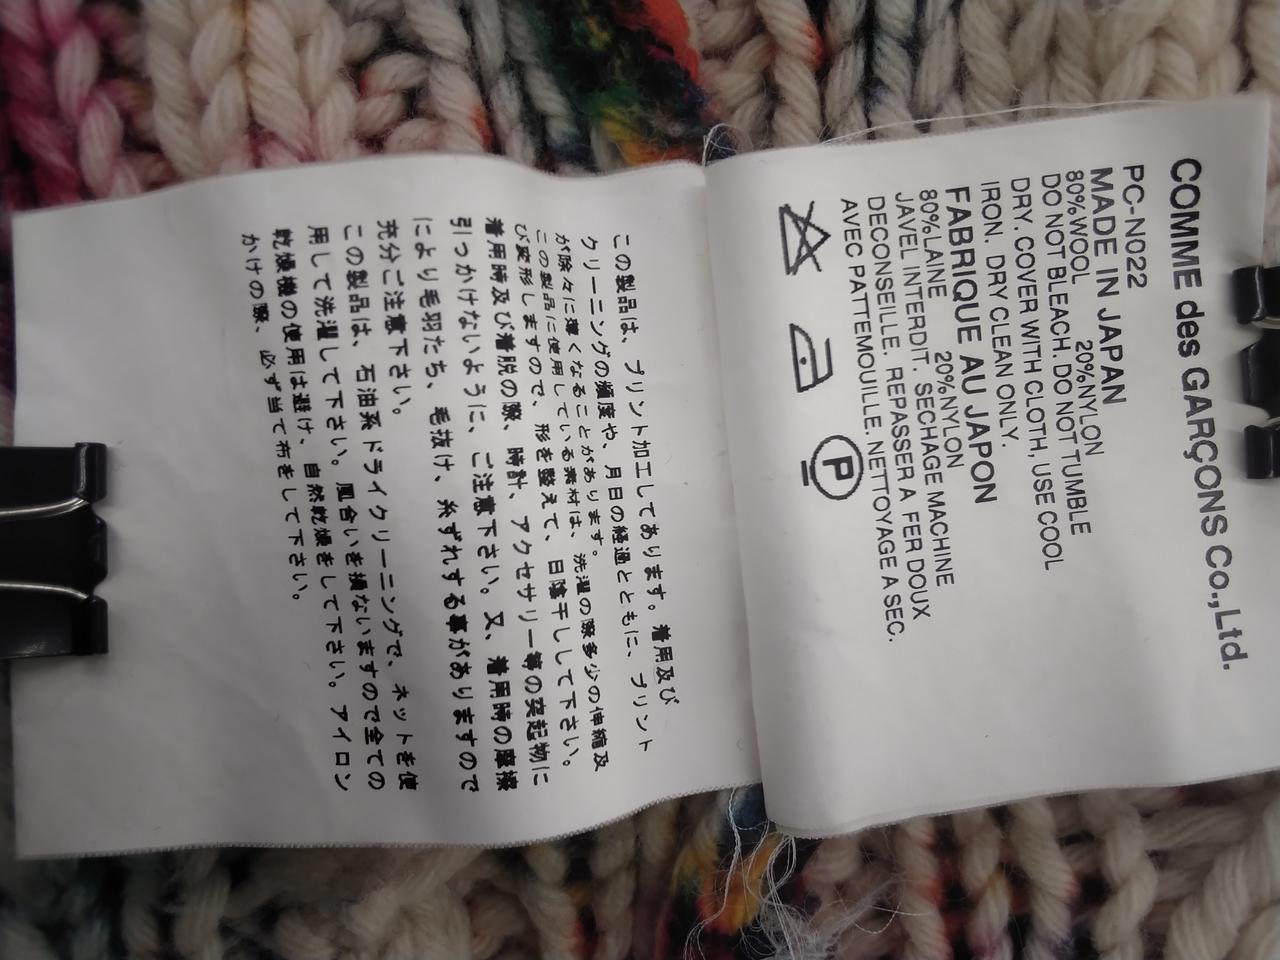 COMME des GARÇONS Co.,Ltd.
PC-N022
MADE IN JAPAN
80%WOOL 20%NYLON
DO NOT BLEACH. DO NOT TUMBLE
DRY. COVER WITH CLOTH, USE COOL
IRON. DRY CLEAN ONLY.
FABRIQUE AU JAPON
80%LAINE 20%NYLON
JAVEL INTERDIT. SECHAGE MACHINE
DECONSEILLE. REPASSER A FER DOUX
AVEC PATTEMOUILLE. NETTOYAGE A SEC.
P
この製品は、プリント加工してあります。着用及び
クリーニングの頻度や、月日の経過とともに、プリント
が除々に薄くなることがあります。
この製品に使用している素材は、洗濯の際多少の伸縮及
び変形しますので、形を整えて、日陰干しして下さい。
着用時及び着脱の際、時計、アクセサリー等の突起物に
引っかけないように、ご注意下さい。又、着用時の摩擦
により毛羽たち、毛抜け、糸ずれする事がありますので
充分ご注意下さい。
この製品は、石油系ドライクリーニングで、ネットを使
用して洗濯して下さい。風合いを損ないますので全ての
乾燥機の使用は避け、自然乾燥をして下さい。アイロン
かけの際、必ず当て布をして下さい。